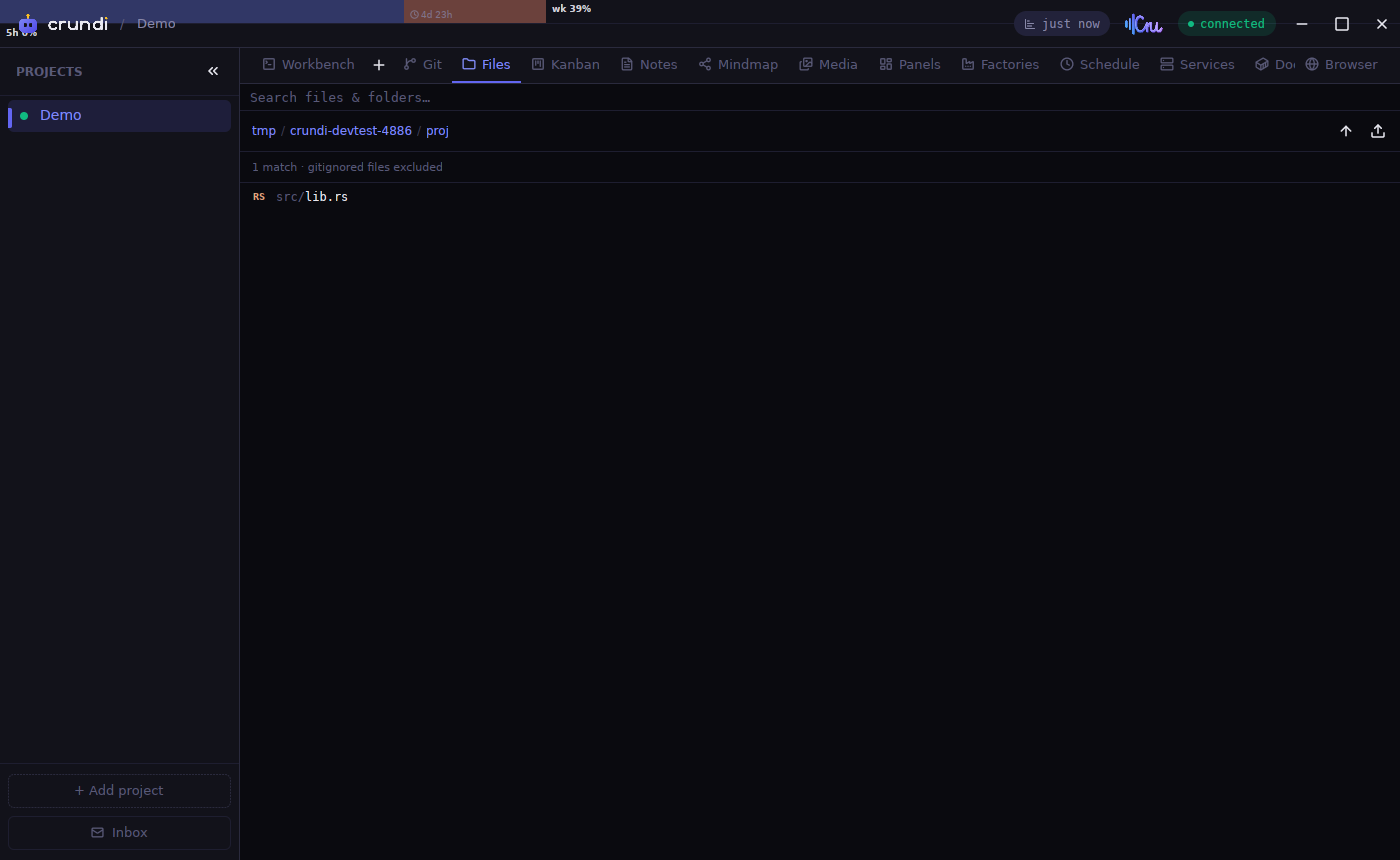 4d 23h
wk 39%
crundi / Demo
just now
Cru
connected
PROJECTS
Workbench
Git
Files
Kanban
Notes
Mindmap
Media
Panels
Factories
Schedule
Services
Browser
Demo
Search files & folders…
tmp / crundi-devtest-4886 / proj
1 match · gitignored files excluded
RS src/lib.rs
+ Add project
Inbox